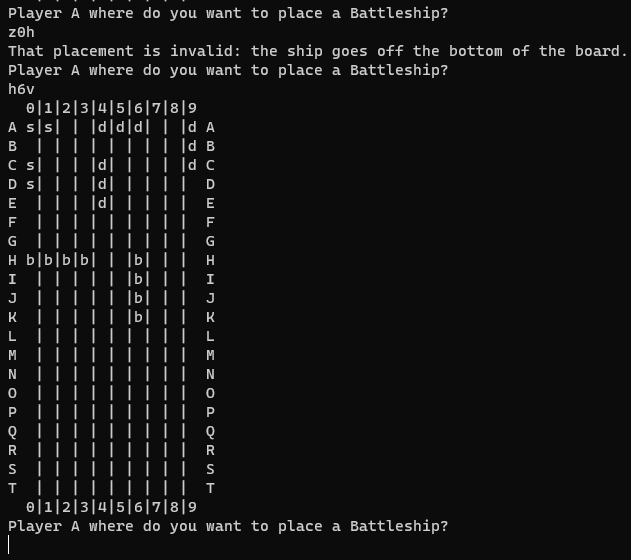 Player A where do you want to place a Battleship?
z0h
That placement is invalid: the ship goes off the bottom of the board.
Player A where do you want to place a Battleship?
h6v
  0|1|2|3|4|5|6|7|8|9
A s|s| | |d|d|d| | |d A
B  | | | | | | | | |d B
C s| | | |d| | | | |d C
D s| | | |d| | | | |  D
E  | | | |d| | | | |  E
F  | | | | | | | | |  F
G  | | | | | | | | |  G
H b|b|b|b| | |b| | |  H
I  | | | | | |b| | |  I
J  | | | | | |b| | |  J
K  | | | | | |b| | |  K
L  | | | | | | | | |  L
M  | | | | | | | | |  M
N  | | | | | | | | |  N
O  | | | | | | | | |  O
P  | | | | | | | | |  P
Q  | | | | | | | | |  Q
R  | | | | | | | | |  R
S  | | | | | | | | |  S
T  | | | | | | | | |  T
  0|1|2|3|4|5|6|7|8|9
Player A where do you want to place a Battleship?